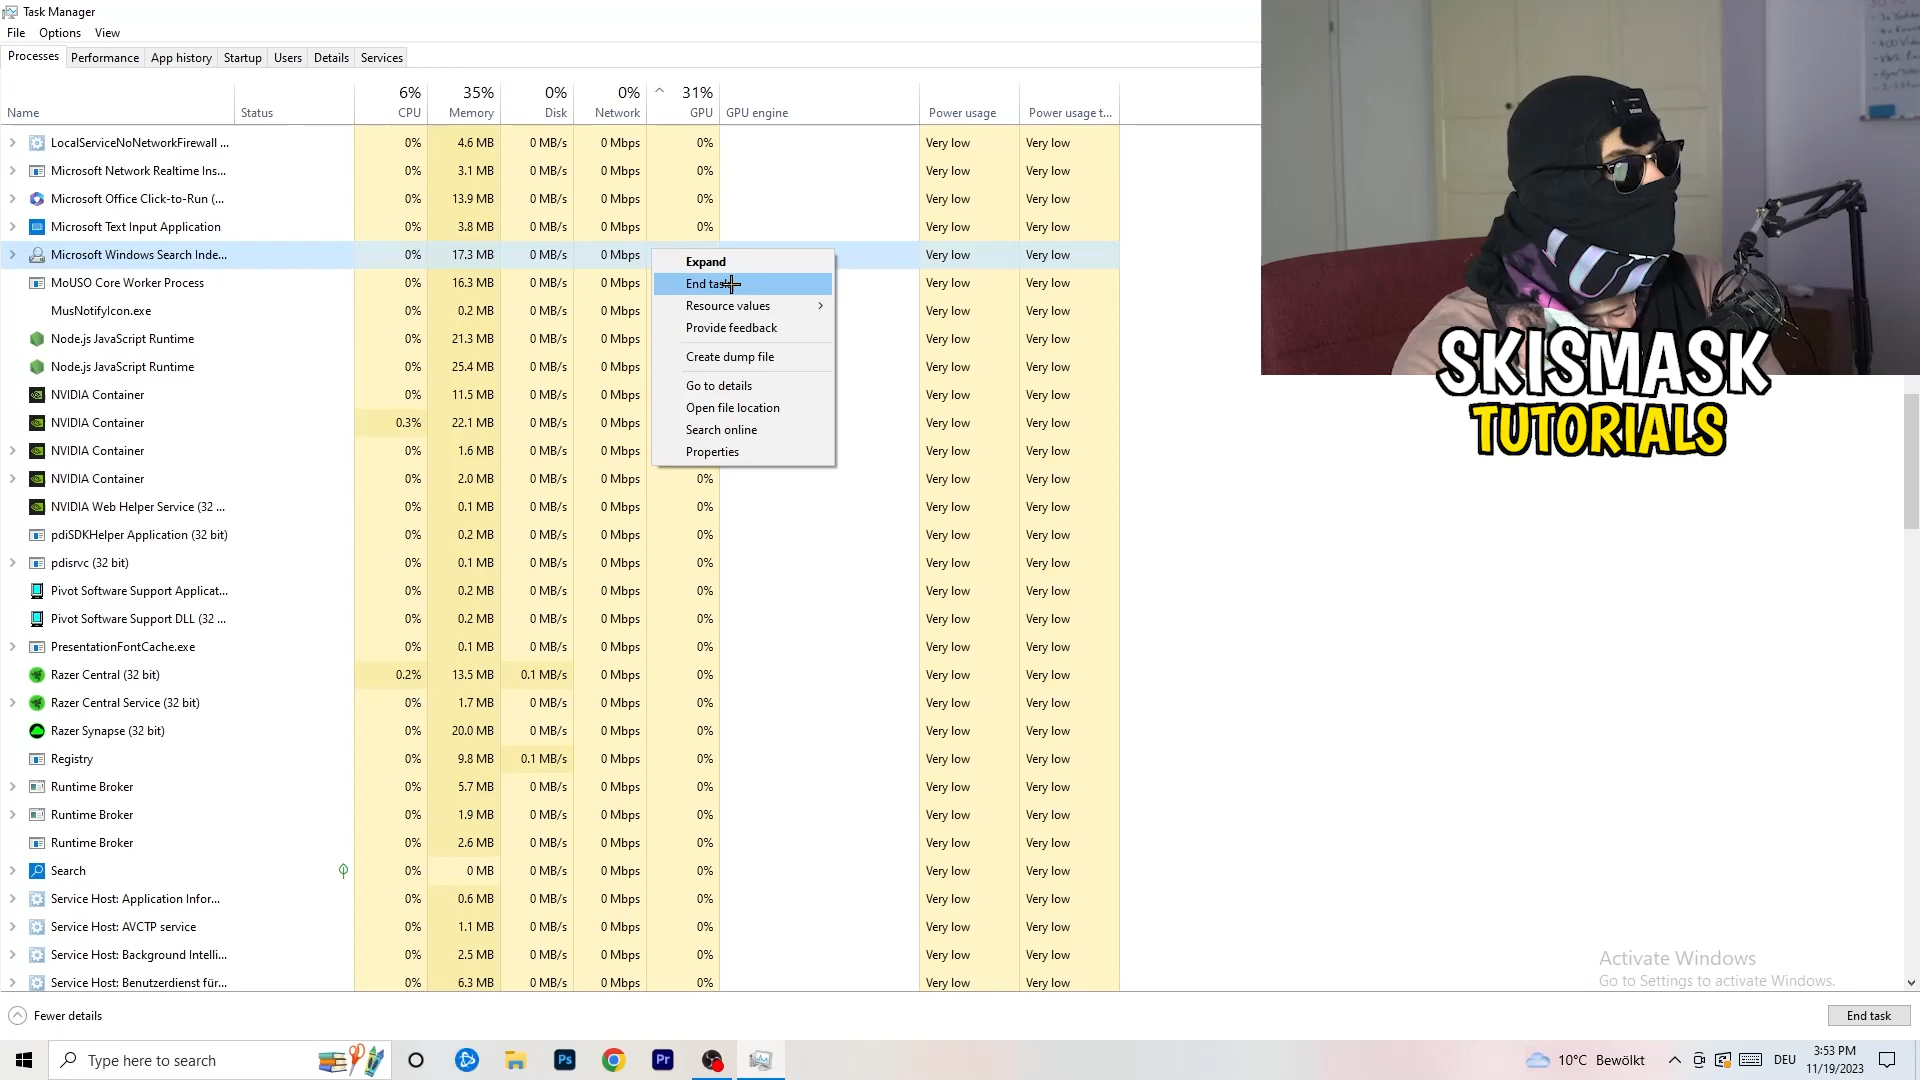 Task Manager
File Options View
Processes Performance App history Startup Users Details Services
6% 35% 0% 0% 31%
Name Status CPU Memory Disk Network GPU GPU engine Power usage Power usage t...
LocalServiceNoNetworkFirewall ... 0% 4.6 MB 0 MB/s 0 Mbps 0% Very low Very low
Microsoft Network Realtime Ins... 0% 3.1 MB 0 MB/s 0 Mbps 0% Very low Very low
Microsoft Office Click-to-Run (... 0% 13.9 MB 0 MB/s 0 Mbps 0% Very low Very low
Microsoft Text Input Application 0% 3.8 MB 0 MB/s 0 Mbps 0% Very low Very low
Microsoft Windows Search Inde... 0% 17.3 MB 0 MB/s 0 Mbps Very low Very low
MoUSO Core Worker Process 0% 16.3 MB 0 MB/s 0 Mbps Very low Very low
MusNotifyIcon.exe 0% 0.2 MB 0 MB/s 0 Mbps Very low Very low
Node.js JavaScript Runtime 0% 21.3 MB 0 MB/s 0 Mbps Very low Very low
Node.js JavaScript Runtime 0% 25.4 MB 0 MB/s 0 Mbps Very low Very low
NVIDIA Container 0% 11.5 MB 0 MB/s 0 Mbps Very low Very low
NVIDIA Container 0.3% 22.1 MB 0 MB/s 0 Mbps Very low Very low
NVIDIA Container 0% 1.6 MB 0 MB/s 0 Mbps Very low Very low
NVIDIA Container 0% 2.0 MB 0 MB/s 0 Mbps 0% Very low Very low
NVIDIA Web Helper Service (32 ... 0% 0.1 MB 0 MB/s 0 Mbps 0% Very low Very low
pdiSDKHelper Application (32 bit) 0% 0.2 MB 0 MB/s 0 Mbps 0% Very low Very low
pdisrvc (32 bit) 0% 0.1 MB 0 MB/s 0 Mbps 0% Very low Very low
Pivot Software Support Applicat... 0% 0.2 MB 0 MB/s 0 Mbps 0% Very low Very low
Pivot Software Support DLL (32 ... 0% 0.2 MB 0 MB/s 0 Mbps 0% Very low Very low
PresentationFontCache.exe 0% 0.1 MB 0 MB/s 0 Mbps 0% Very low Very low
Razer Central (32 bit) 0.2% 13.5 MB 0.1 MB/s 0 Mbps 0% Very low Very low
Razer Central Service (32 bit) 0% 1.7 MB 0 MB/s 0 Mbps 0% Very low Very low
Razer Synapse (32 bit) 0% 20.0 MB 0 MB/s 0 Mbps 0% Very low Very low
Registry 0% 9.8 MB 0.1 MB/s 0 Mbps 0% Very low Very low
Runtime Broker 0% 5.7 MB 0 MB/s 0 Mbps 0% Very low Very low
Runtime Broker 0% 1.9 MB 0 MB/s 0 Mbps 0% Very low Very low
Runtime Broker 0% 2.6 MB 0 MB/s 0 Mbps 0% Very low Very low
Search 0% 0 MB 0 MB/s 0 Mbps 0% Very low Very low
Service Host: Application Infor... 0% 0.6 MB 0 MB/s 0 Mbps 0% Very low Very low
Service Host: AVCTP service 0% 1.1 MB 0 MB/s 0 Mbps 0% Very low Very low
Service Host: Background Intelli... 0% 2.5 MB 0 MB/s 0 Mbps 0% Very low Very low
Service Host: Benutzerdienst für... 0% 6.3 MB 0 MB/s 0 Mbps 0% Very low Very low
Expand
End task
Resource values
Provide feedback
Create dump file
Go to details
Open file location
Search online
Properties
SKISMASK
TUTORIALS
Activate Windows
Go to Settings to activate Windows.
Fewer details
End task
Type here to search
Ps
Pr
10°C Bewölkt
DEU
3:53 PM
11/19/2023